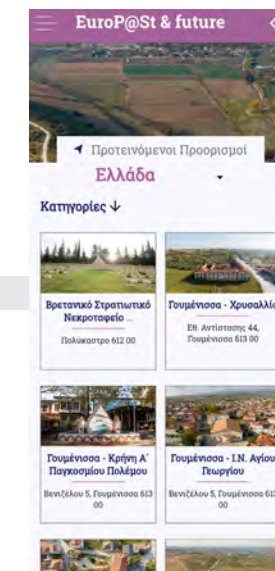 EuroP@St & future
Προτεινόμενοι Προορισμοί
Ελλάδα
Κατηγορίες ↓
Βρετανικό Στρατιωτικό
Νεκροταφείο ...
Πολύκαστρο 612 00
Γουμένισσα - Χρυσαλλίς
Εθ. Αντίστασης 44,
Γουμένισσα 613 00
Γουμένισσα - Κρήνη Α΄
Παγκοσμίου Πολέμου
Βενιζέλου 5, Γουμένισσα 613
00
Γουμένισσα - Ι.Ν. Αγίου
Γεωργίου
Βενιζέλου 5, Γουμένισσα 613
00